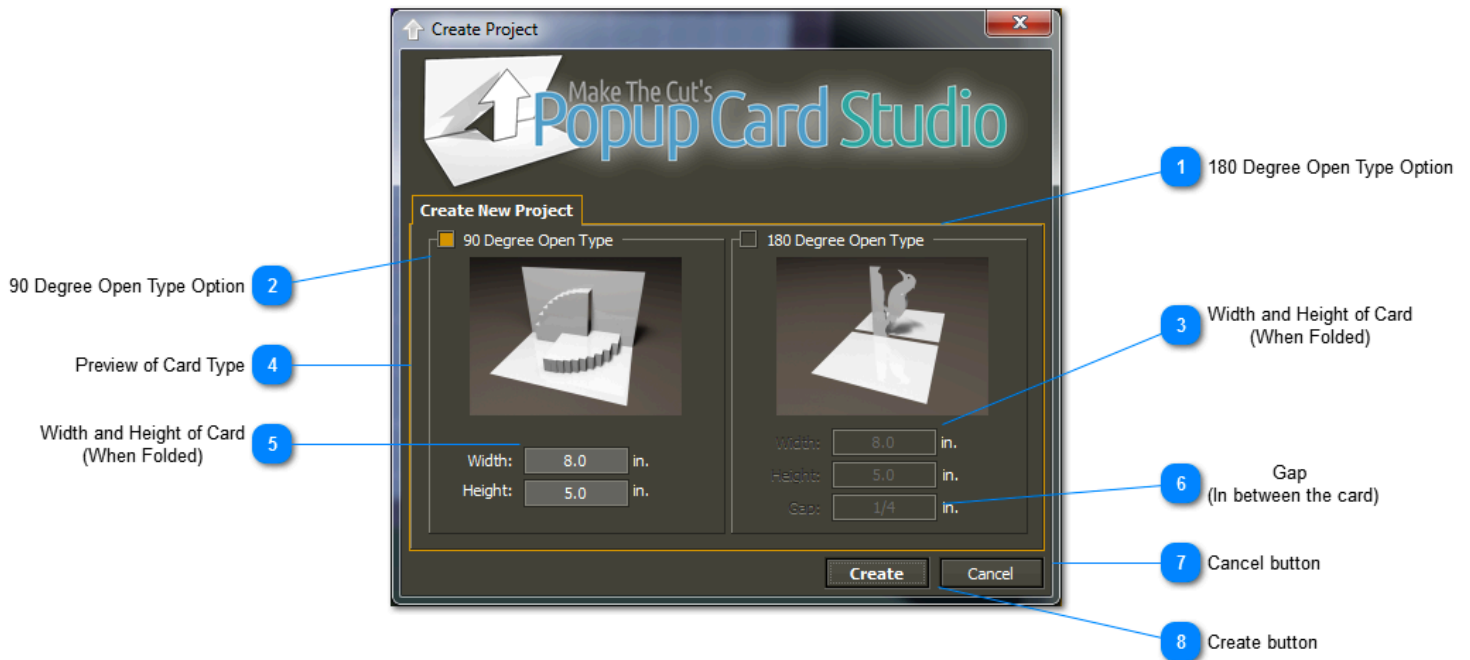 Create Project
Make The Cut's
Popup Card Studio
1 180 Degree Open Type Option
Create New Project
90 Degree Open Type
180 Degree Open Type
90 Degree Open Type Option 2
3 Width and Height of Card
(When Folded)
Preview of Card Type 4
Width and Height of Card
(When Folded)
5
Width: 8.0 in.
Height: 5.0 in.
Width: 8.0 in.
Height: 5.0 in.
Gap: 1/4 in.
6 Gap
(In between the card)
Create Cancel
7 Cancel button
8 Create button